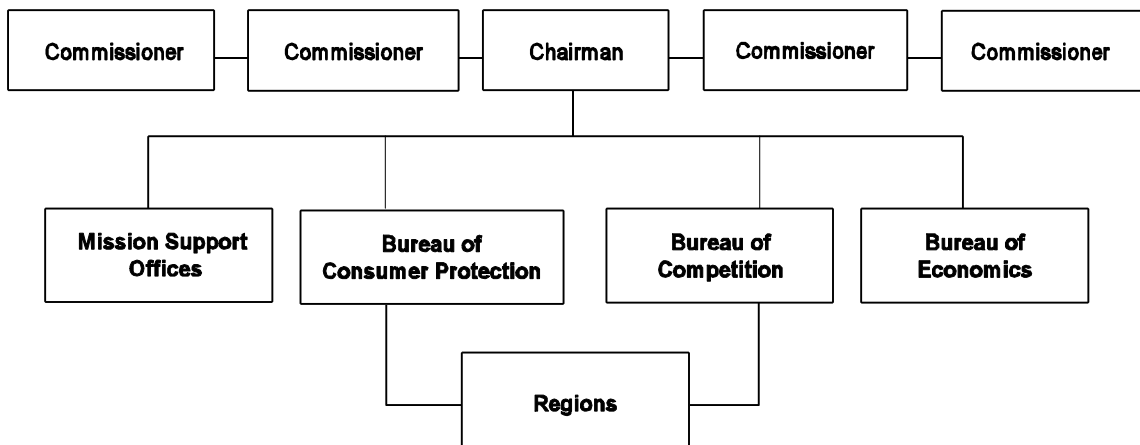 Commissioner
Commissioner
Chairman
Commissioner
Commissioner
Mission Support
Offices
Bureau of
Consumer Protection
Bureau of
Competition
Bureau of
Economics
Regions